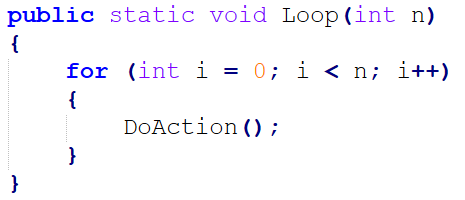 public static void Loop(int n)
{
    for (int i = 0; i < n; i++)
    {
        DoAction();
    }
}